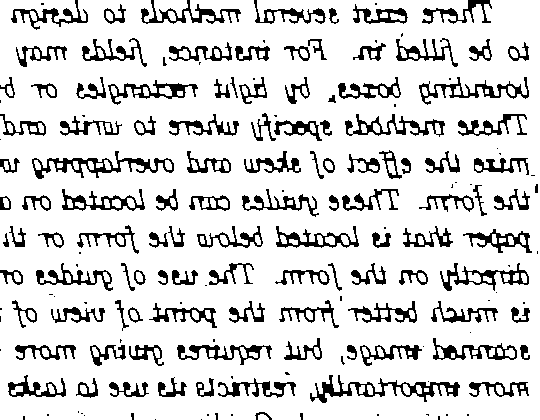 There exist several methods to design
to be filled in. For instance, fields may
bounding boxes, by light rectangles or b
These methods specify where to write and
mize the effect of skew and overlapping w
the form. These guides can be located on a
paper that is located below the form or th
directly on the form. The use of guides or
is much better from the point of view of t
scanned image, but requires giving more
more importantly, restricts its use to tasks